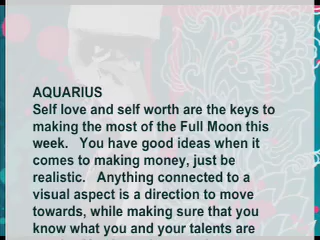 AQUARIUS
Self love and self worth are the keys to
making the most of the Full Moon this
week.   You have good ideas when it
comes to making money, just be
realistic.   Anything connected to a
visual aspect is a direction to move
towards, while making sure that you
know what you and your talents are